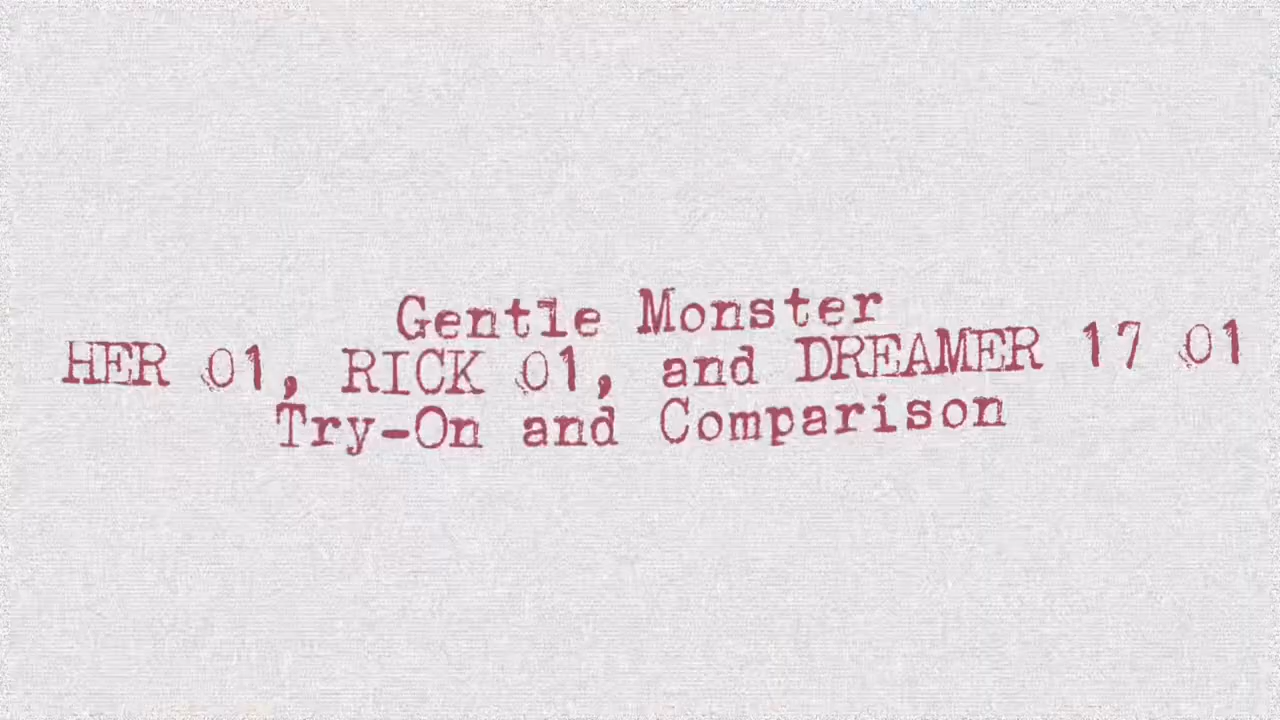 Gentle Monster
HER 01, RICK 01, and DREAMER 17 01
Try-On and Comparison